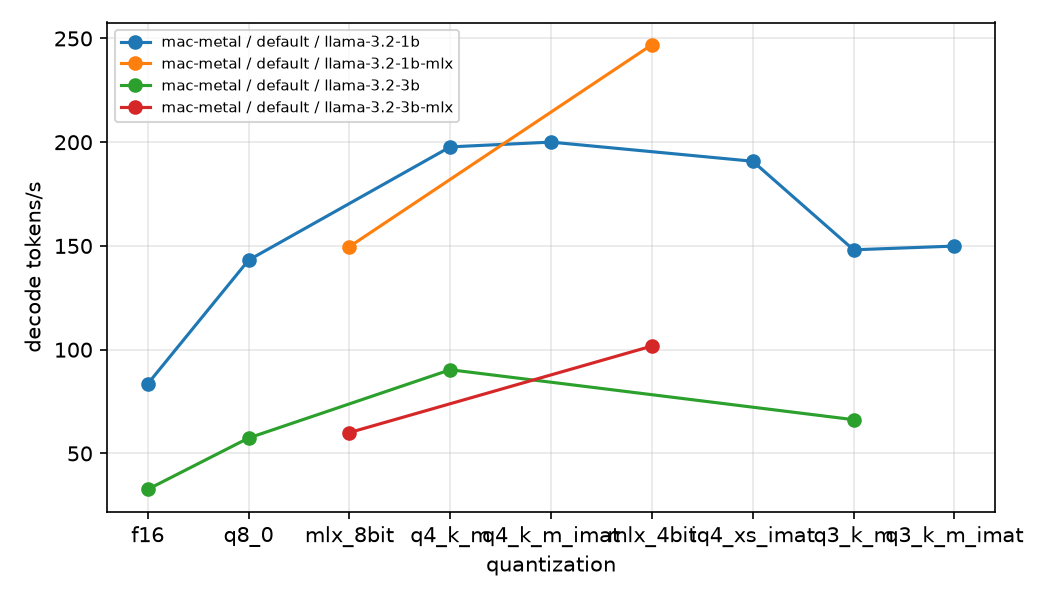 mac-metal / default / llama-3.2-1b
mac-metal / default / llama-3.2-1b-mlx
mac-metal / default / llama-3.2-3b
mac-metal / default / llama-3.2-3b-mlx
decode tokens/s
250
200
150
100
50
f16 q8_0 mlx_8bit q4_k_m q4_k_m_imat mlx_4bit iq4_xs_imat q3_k_m q3_k_m_imat
quantization